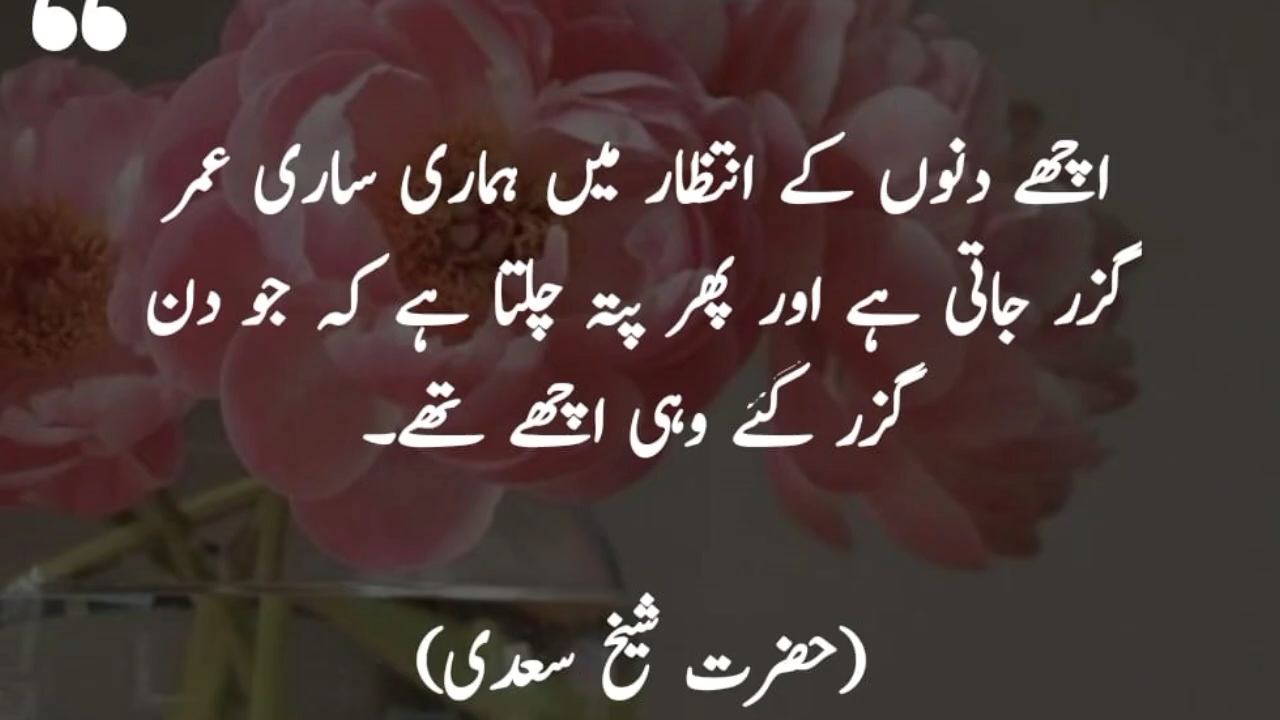 ❝
اچھے دنوں کے انتظار میں ہماری ساری عمر
گزر جاتی ہے اور پھر پتہ چلتا ہے کہ جو دن
گزر گئے وہی اچھے تھے۔
(حضرت شیخ سعدی)